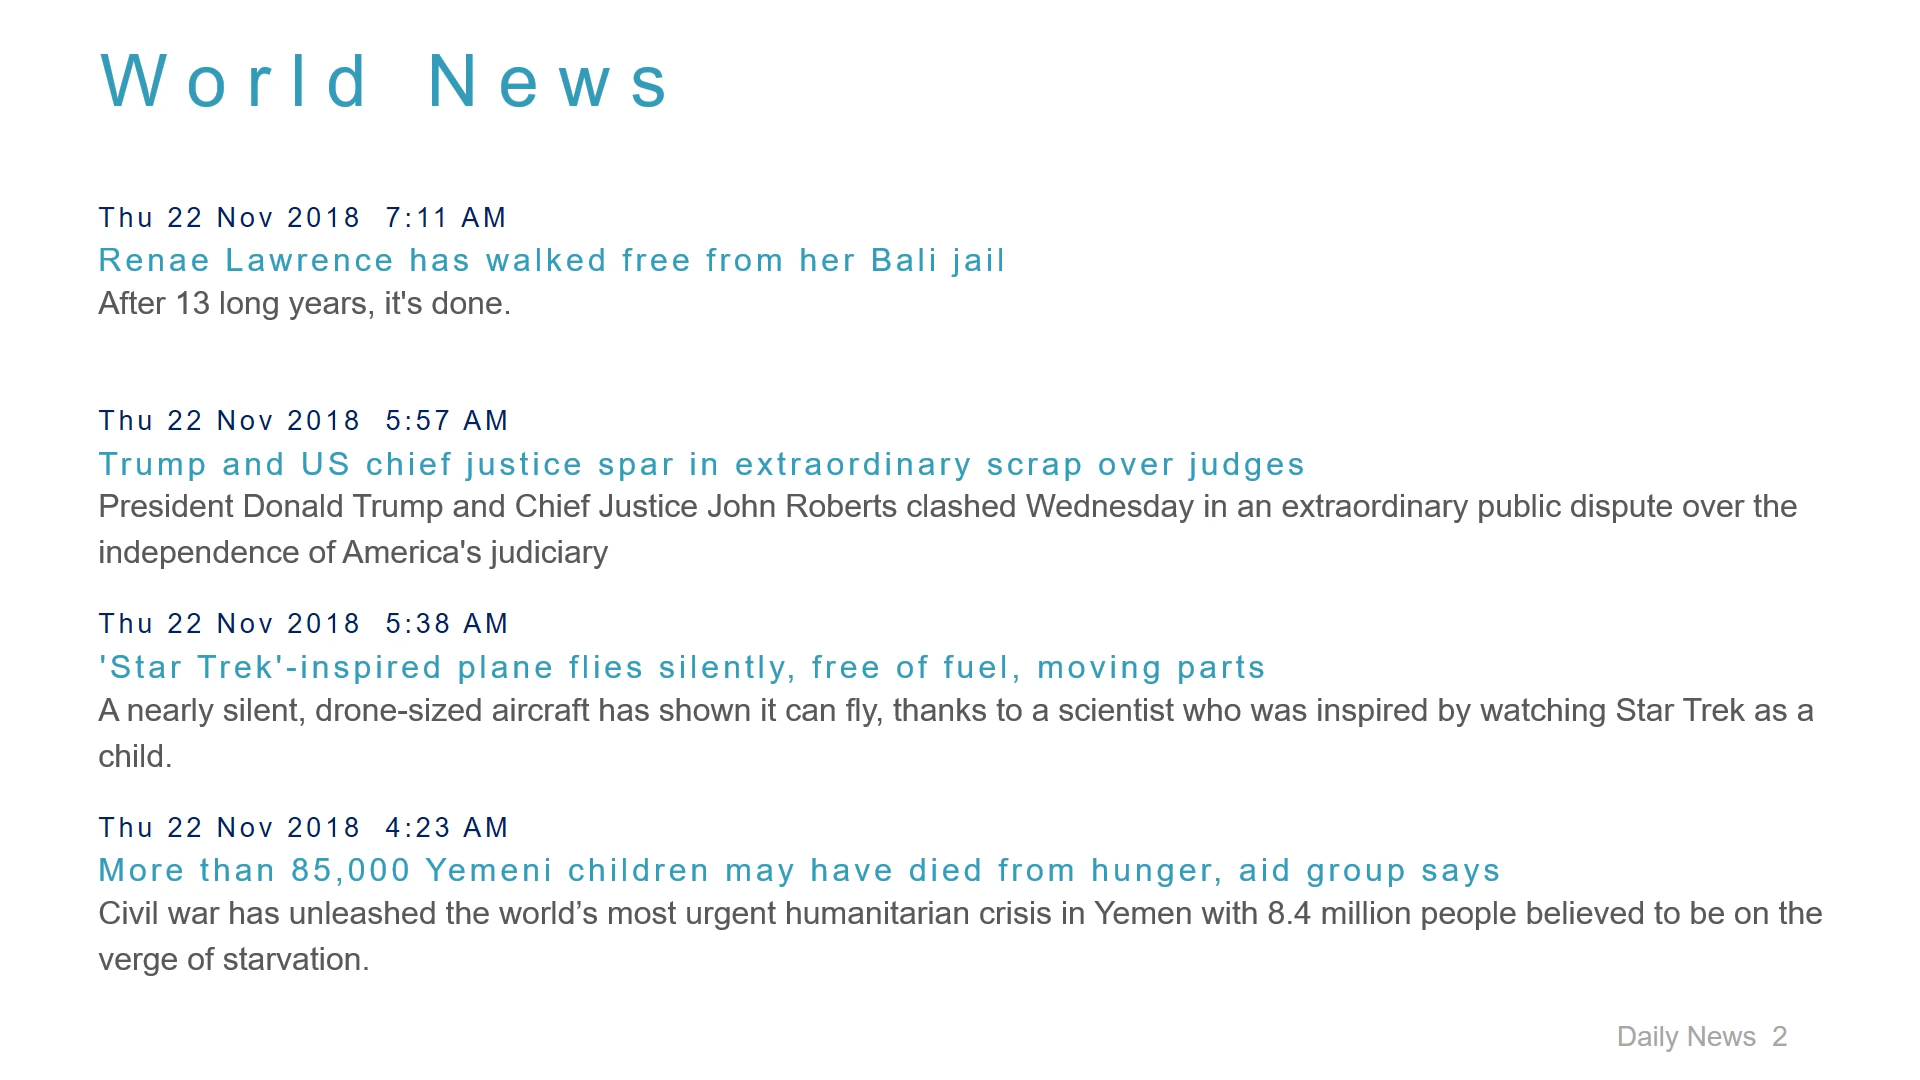 World News
Thu 22 Nov 2018 7:11 AM
Renae Lawrence has walked free from her Bali jail
After 13 long years, it's done.
Thu 22 Nov 2018 5:57 AM
Trump and US chief justice spar in extraordinary scrap over judges
President Donald Trump and Chief Justice John Roberts clashed Wednesday in an extraordinary public dispute over the
independence of America's judiciary
Thu 22 Nov 2018 5:38 AM
'Star Trek'-inspired plane flies silently, free of fuel, moving parts
A nearly silent, drone-sized aircraft has shown it can fly, thanks to a scientist who was inspired by watching Star Trek as a
child.
Thu 22 Nov 2018 4:23 AM
More than 85,000 Yemeni children may have died from hunger, aid group says
Civil war has unleashed the world’s most urgent humanitarian crisis in Yemen with 8.4 million people believed to be on the
verge of starvation.
Daily News 2